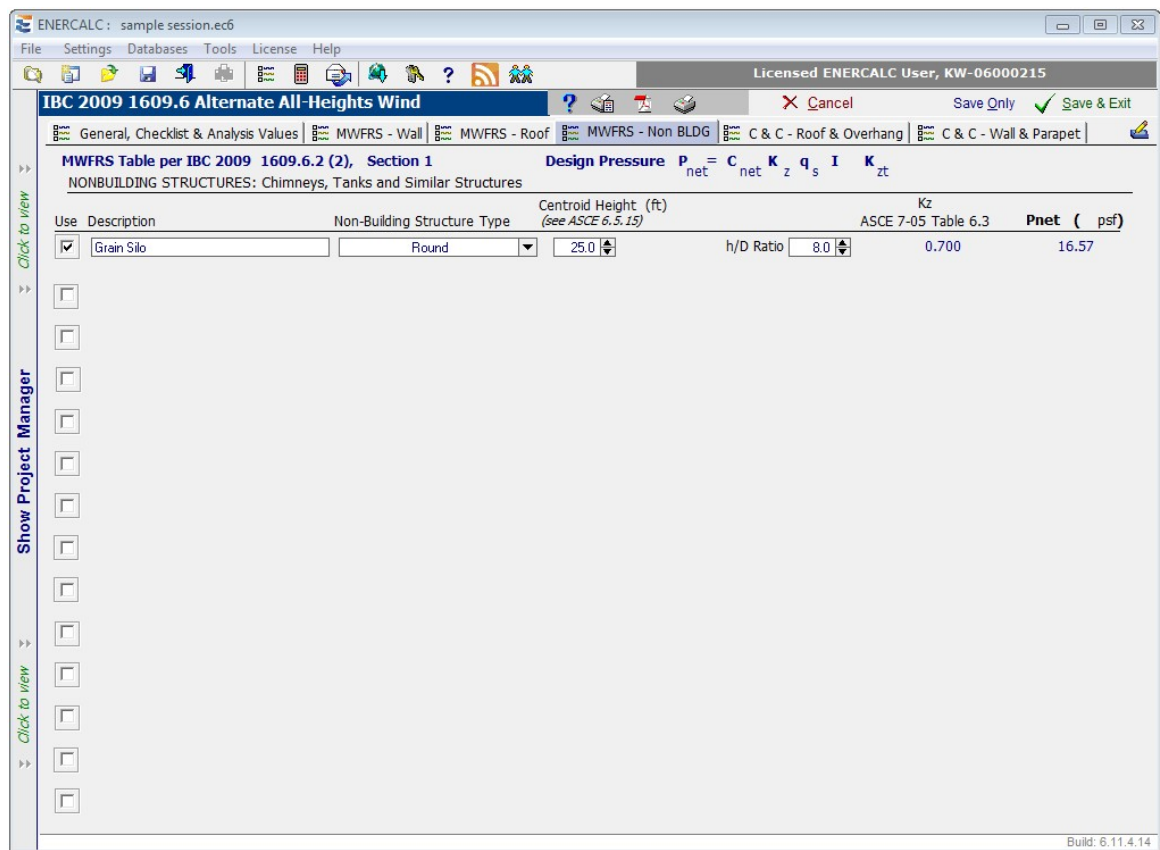 ENERCALC : sample session.ec6
File Settings Databases Tools License Help
Licensed ENERCALC User, KW-06000215
IBC 2009 1609.6 Alternate All-Heights Wind ? Cancel Save Only Save & Exit
General, Checklist & Analysis Values MWFRS - Wall MWFRS - Roof MWFRS - Non BLDG C & C - Roof & Overhang C & C - Wall & Parapet
MWFRS Table per IBC 2009 1609.6.2 (2), Section 1 Design Pressure P net = C net K z q s I K zt
NONBUILDING STRUCTURES: Chimneys, Tanks and Similar Structures
Centroid Height (ft) Kz
Use Description Non-Building Structure Type (see ASCE 6.5.15) ASCE 7-05 Table 6.3 Pnet ( psf)
Grain Silo Round 25.0 h/D Ratio 8.0 0.700 16.57
Click to view
Show Project Manager
Click to view
Build: 6.11.4.14